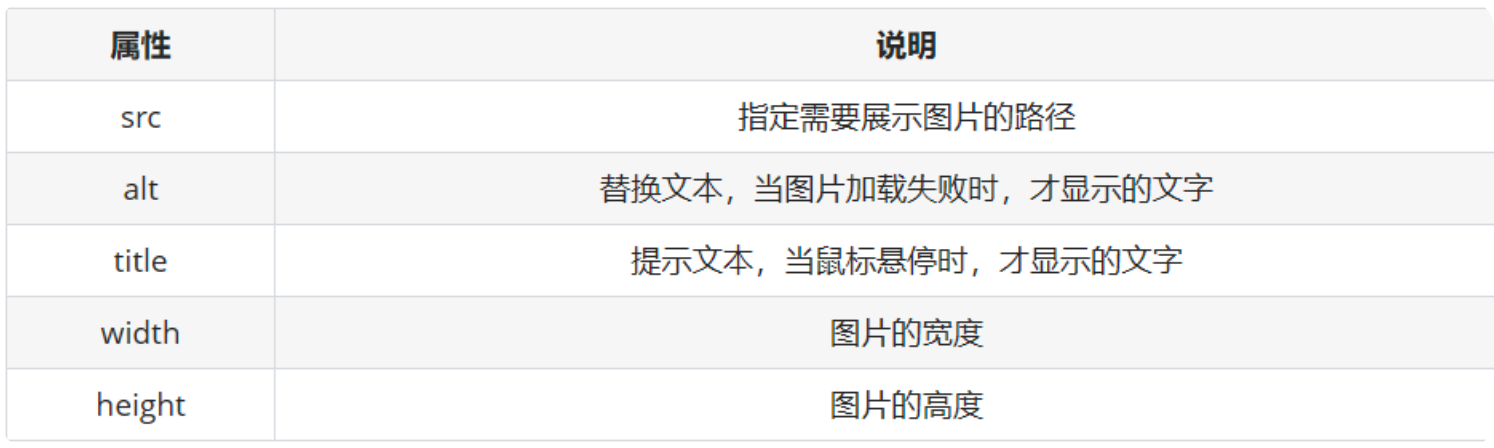 属性 说明
src 指定需要展示图片的路径
alt 替换文本，当图片加载失败时，才显示的文字
title 提示文本，当鼠标悬停时，才显示的文字
width 图片的宽度
height 图片的高度